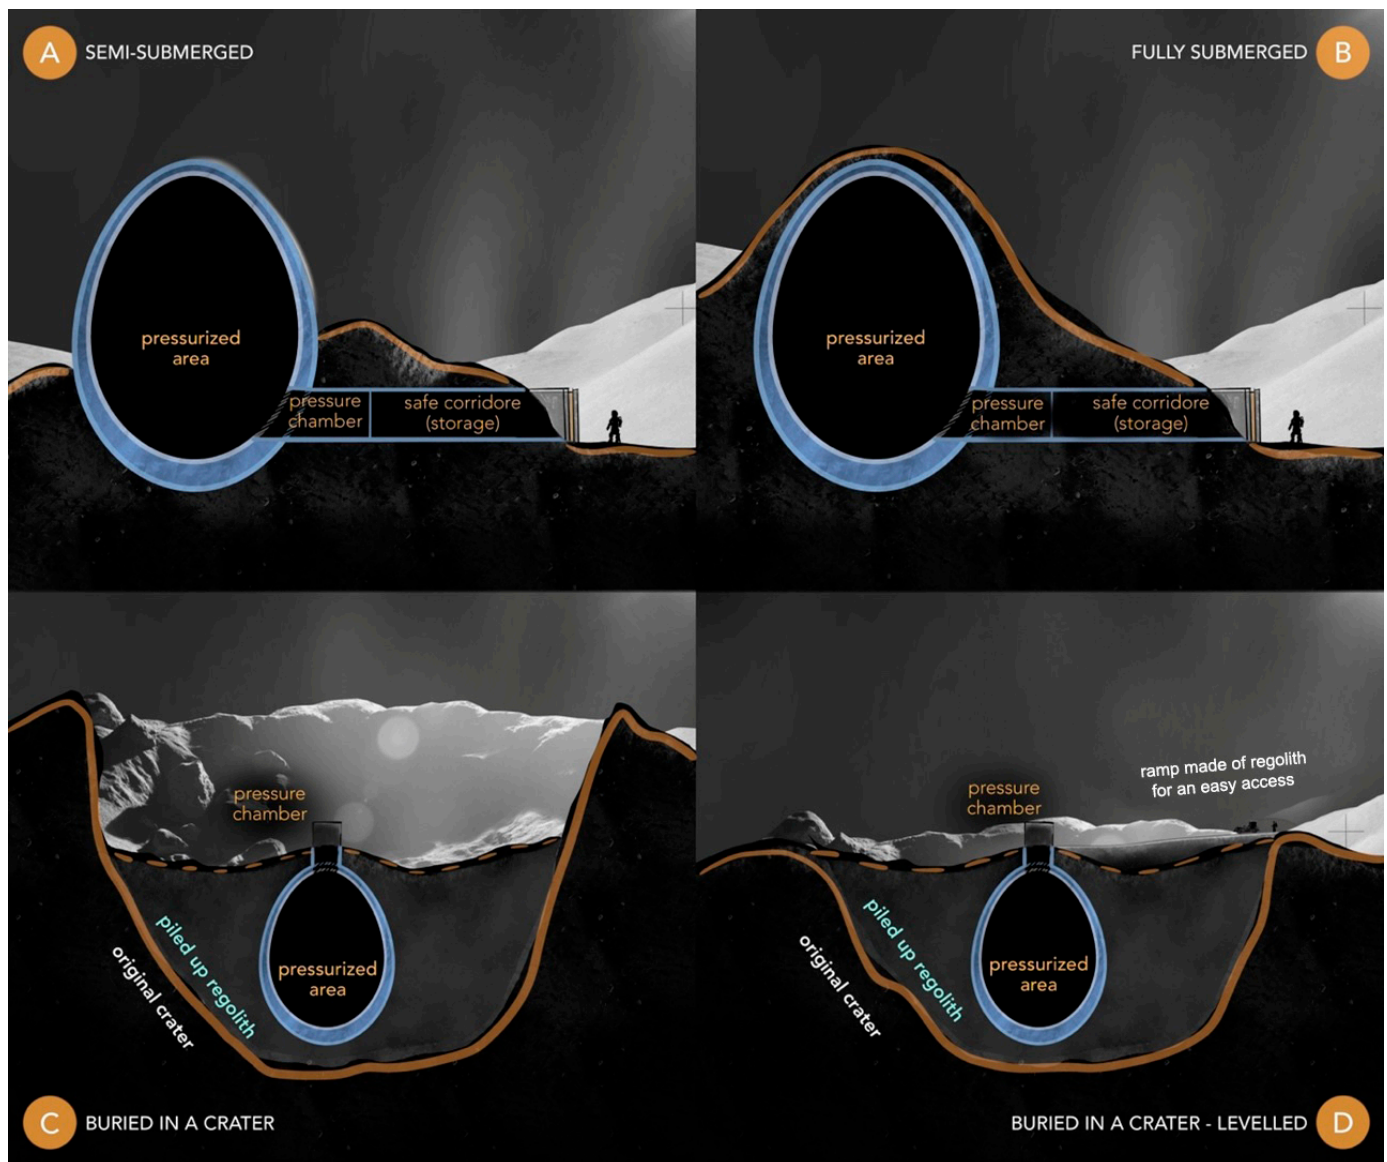 A SEMI-SUBMERGED
FULLY SUBMERGED B
pressurized
area
pressure
chamber
safe corridore
(storage)
pressurized
area
pressure
chamber
safe corridore
(storage)
pressure
chamber
piled up regolith
original crater
pressurized
area
C BURIED IN A CRATER
ramp made of regolith
for an easy access
pressure
chamber
piled up regolith
original crater
pressurized
area
BURIED IN A CRATER - LEVELLED D